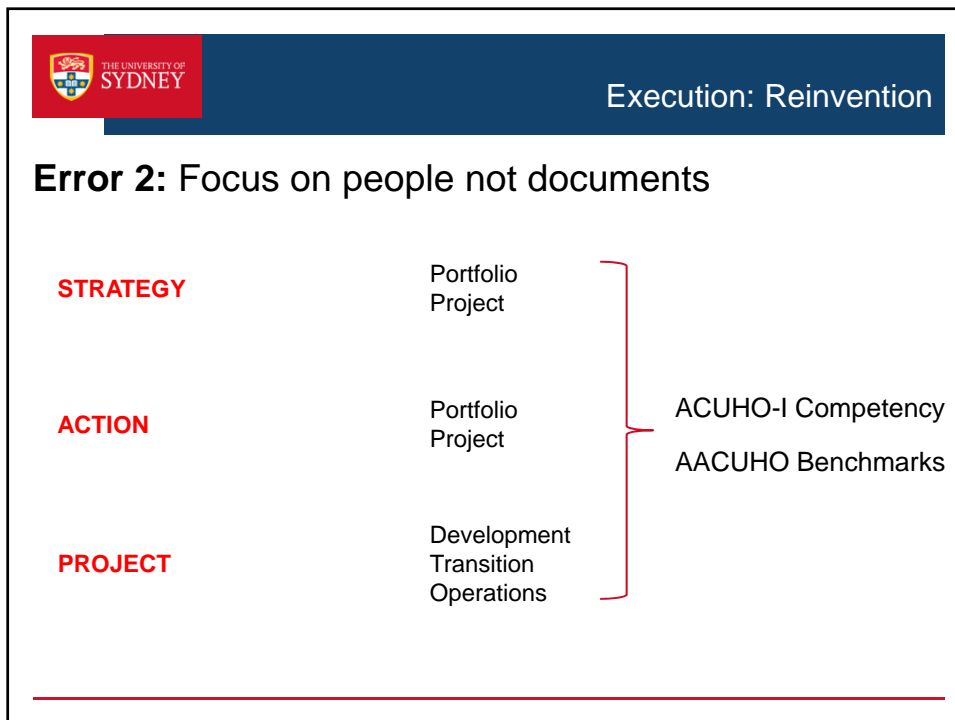 THE UNIVERSITY OF
SYDNEY
Execution: Reinvention
Error 2: Focus on people not documents
STRATEGY
Portfolio
Project
ACTION
Portfolio
Project
ACUHO-I Competency
AACUHO Benchmarks
PROJECT
Development
Transition
Operations